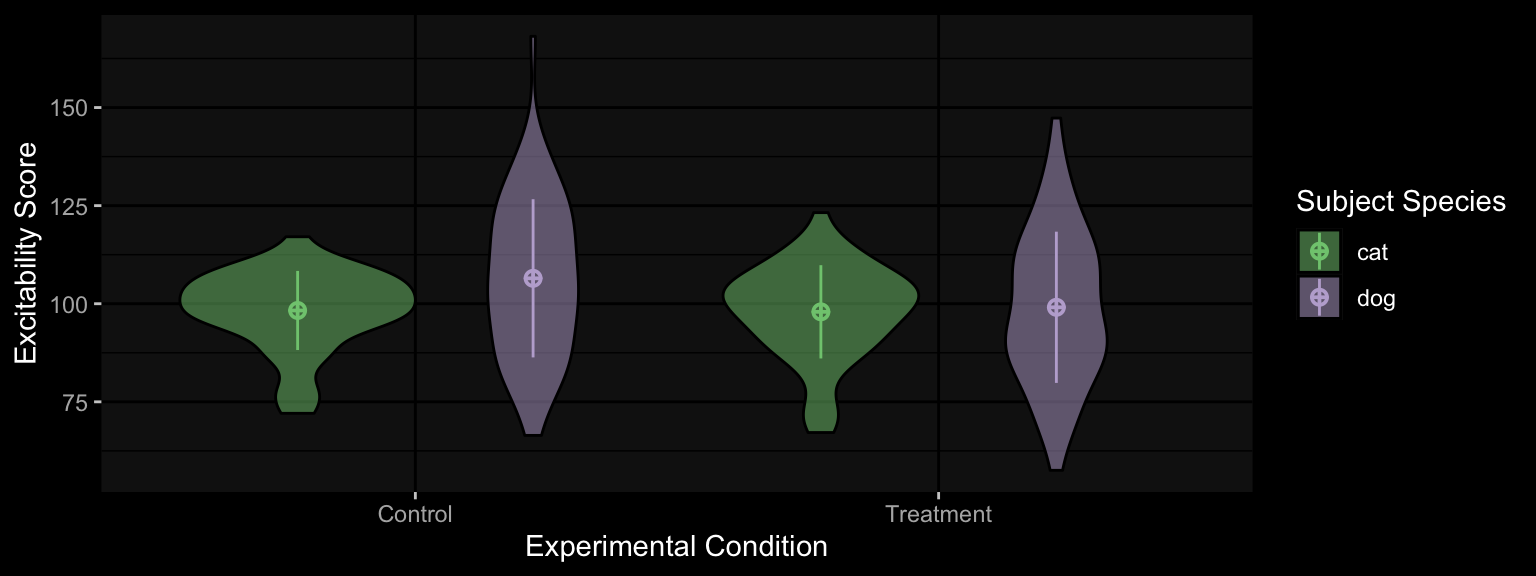 Excitability Score
150
125
100
75
Control
Treatment
Experimental Condition
Subject Species
cat
dog